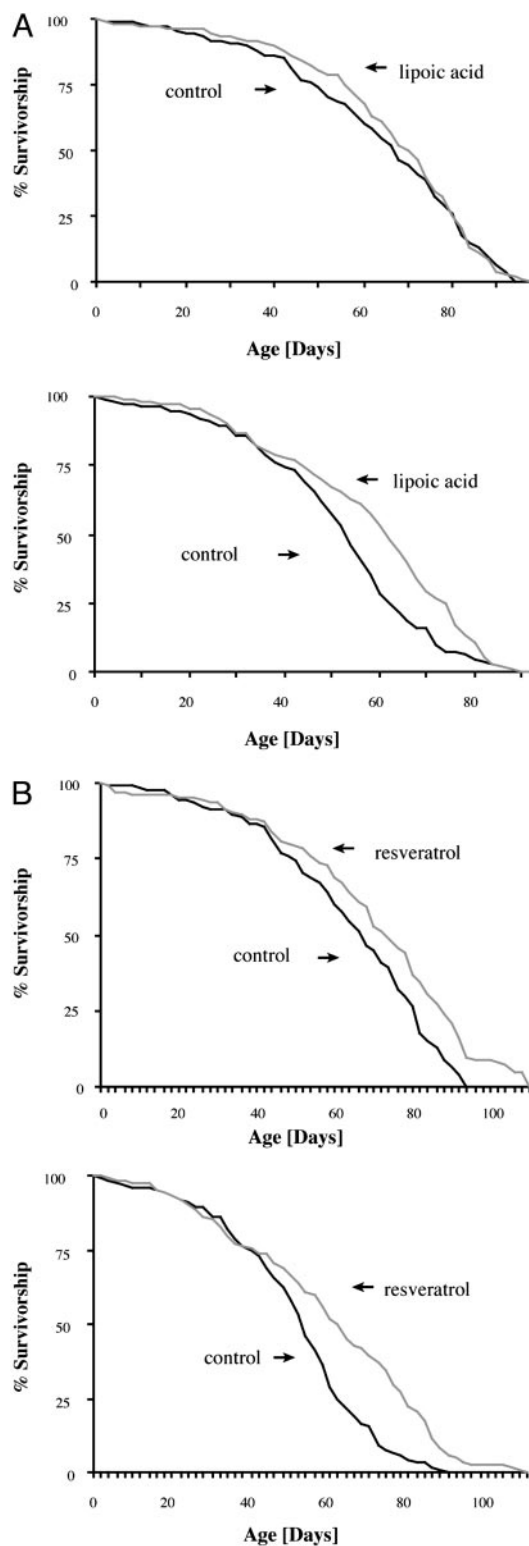 A
100
75
50
25
0
% Survivorship
lipoic acid
control
0 20 40 60 80
Age [Days]
100
75
50
25
0
% Survivorship
lipoic acid
control
0 20 40 60 80
Age [Days]
B
100
75
50
25
0
% Survivorship
resveratrol
control
0 20 40 60 80 100
Age [Days]
100
75
50
25
0
% Survivorship
resveratrol
control
0 20 40 60 80 100
Age [Days]